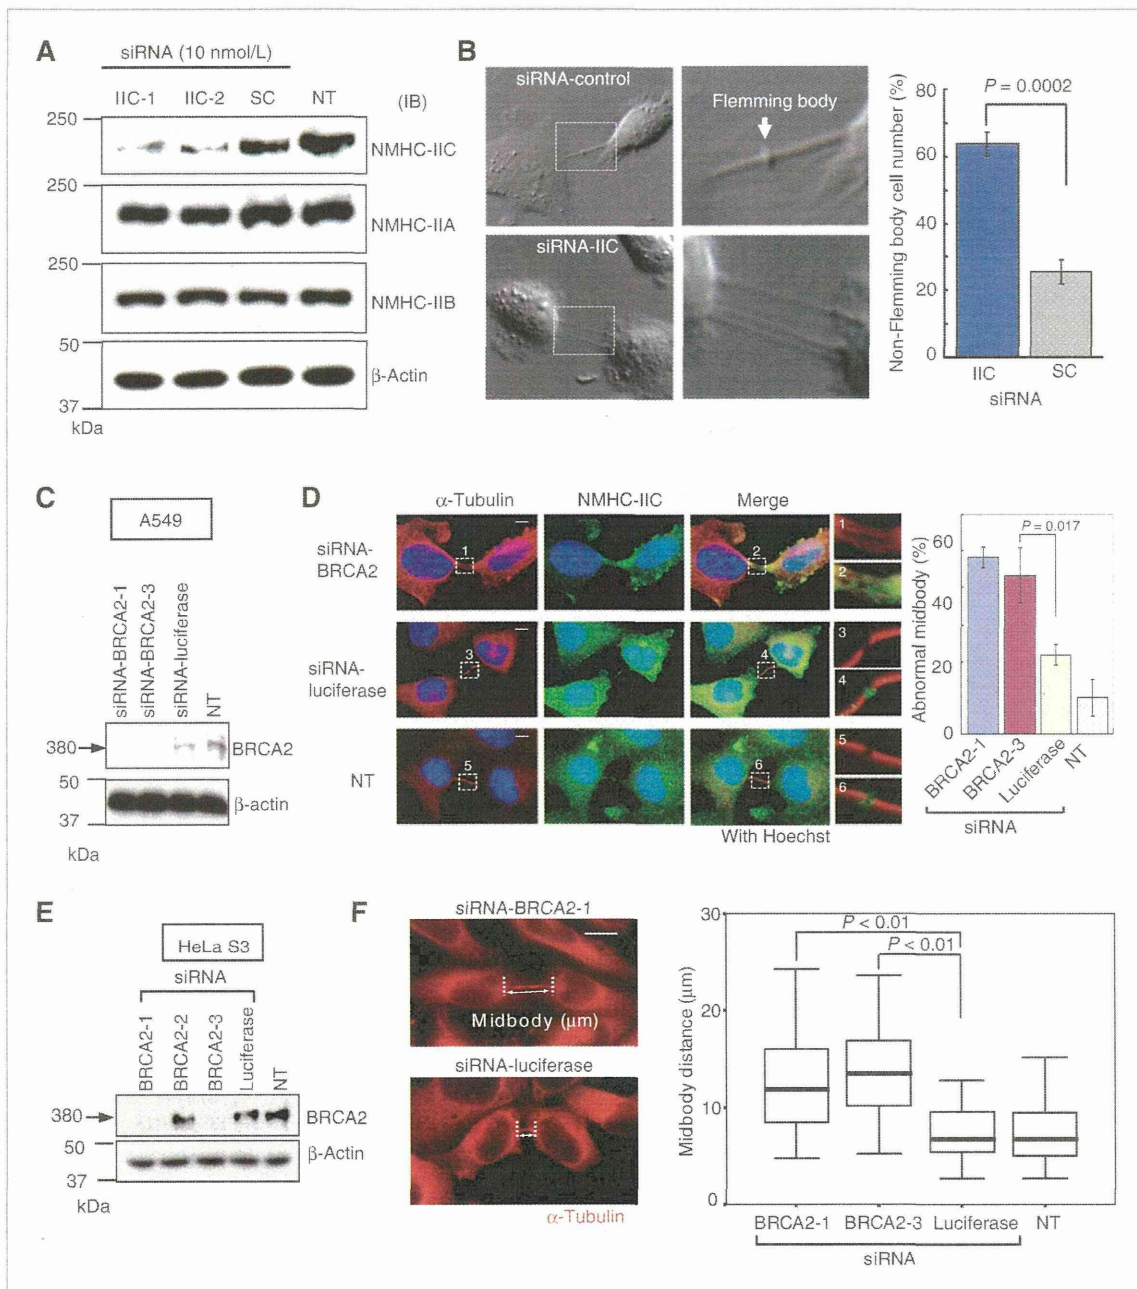 A
siRNA (10 nmol/L)
IIC-1 IIC-2 SC NT (IB)
250
NMHC-IIC
250
NMHC-IIA
250
NMHC-IIB
50
β-Actin
37
kDa
B
siRNA-control
Flemming body
siRNA-IIC
Non-Flemming body cell number (%)
80
60
40
20
0
P = 0.0002
IIC SC
siRNA
C
A549
siRNA-BRCA2-1
siRNA-BRCA2-3
siRNA-luciferase
NT
380
BRCA2
50
β-actin
37
kDa
D
α-Tubulin NMHC-IIC Merge
siRNA-
BRCA2
1
2
1
2
siRNA-
luciferase
3
4
3
4
NT
5
6
5
6
With Hoechst
Abnormal midbody (%)
60
40
20
0
P = 0.017
BRCA2-1
BRCA2-3
Luciferase
NT
siRNA
E
HeLa S3
siRNA
BRCA2-1
BRCA2-2
BRCA2-3
Luciferase
NT
380
BRCA2
50
β-Actin
37
kDa
F
siRNA-BRCA2-1
Midbody (μm)
siRNA-luciferase
α-Tubulin
Midbody distance (μm)
30
20
10
0
P < 0.01
P < 0.01
BRCA2-1 BRCA2-3 Luciferase NT
siRNA